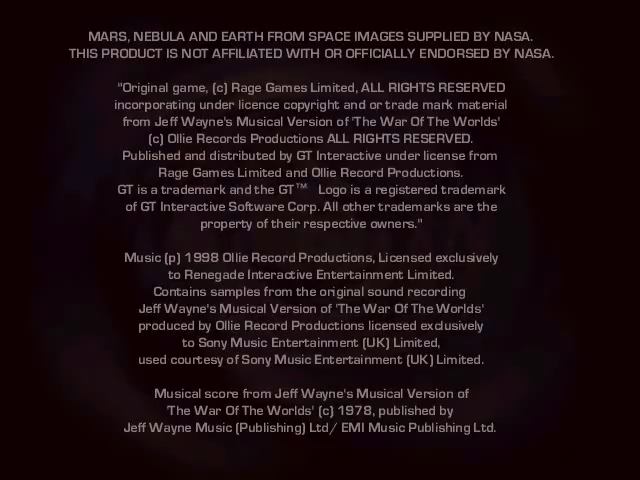 MARS, NEBULA AND EARTH FROM SPACE IMAGES SUPPLIED BY NASA.
THIS PRODUCT IS NOT AFFILIATED WITH OR OFFICIALLY ENDORSED BY NASA.
"Original game, (c) Rage Games Limited, ALL RIGHTS RESERVED
incorporating under licence copyright and or trade mark material
from Jeff Wayne's Musical Version of 'The War Of The Worlds'
(c) Ollie Records Productions ALL RIGHTS RESERVED.
Published and distributed by GT Interactive under license from
Rage Games Limited and Ollie Record Productions.
GT is a trademark and the GT™ Logo is a registered trademark
of GT Interactive Software Corp. All other trademarks are the
property of their respective owners."
Music (p) 1998 Ollie Record Productions, Licensed exclusively
to Renegade Interactive Entertainment Limited.
Contains samples from the original sound recording
Jeff Wayne's Musical Version of 'The War Of The Worlds'
produced by Ollie Record Productions licensed exclusively
to Sony Music Entertainment (UK) Limited,
used courtesy of Sony Music Entertainment (UK) Limited.
Musical score from Jeff Wayne's Musical Version of
'The War Of The Worlds' (c) 1978, published by
Jeff Wayne Music (Publishing) Ltd/ EMI Music Publishing Ltd.